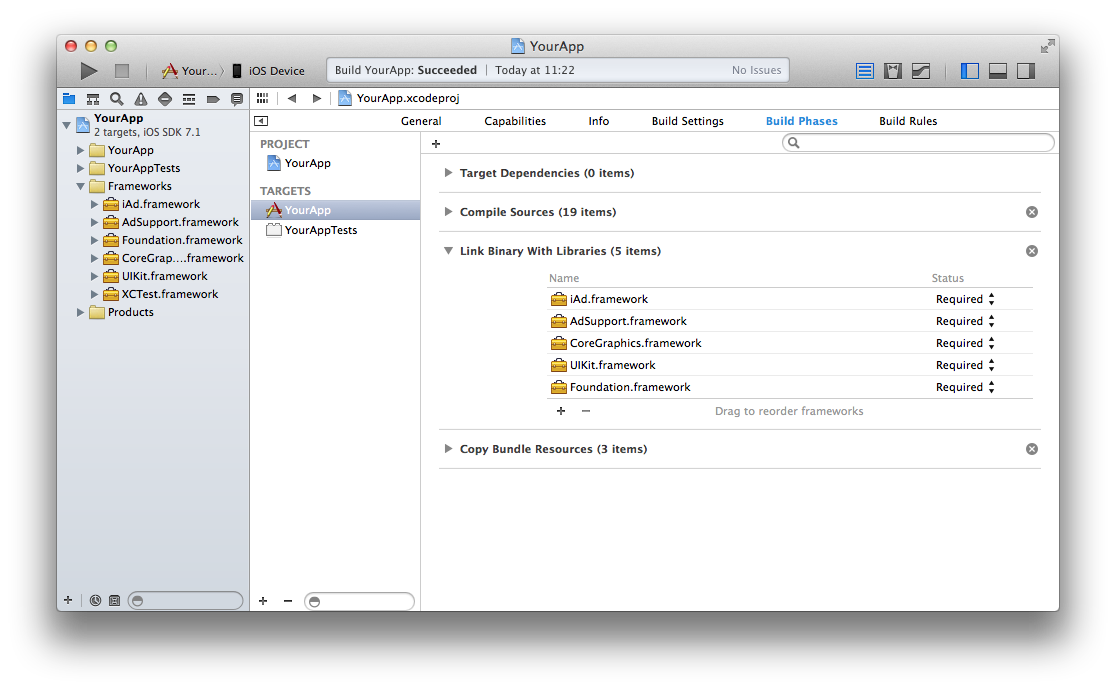 YourApp
Your... iOS Device
Build YourApp: Succeeded | Today at 11:22 No Issues
YourApp.xcodeproj
YourApp
2 targets, iOS SDK 7.1
YourApp
YourAppTests
Frameworks
iAd.framework
AdSupport.framework
Foundation.framework
CoreGrap....framework
UIKit.framework
XCTest.framework
Products
General Capabilities Info Build Settings Build Phases Build Rules
PROJECT
YourApp
TARGETS
YourApp
YourAppTests
Target Dependencies (0 items)
Compile Sources (19 items)
Link Binary With Libraries (5 items)
Name Status
iAd.framework Required
AdSupport.framework Required
CoreGraphics.framework Required
UIKit.framework Required
Foundation.framework Required
Drag to reorder frameworks
Copy Bundle Resources (3 items)